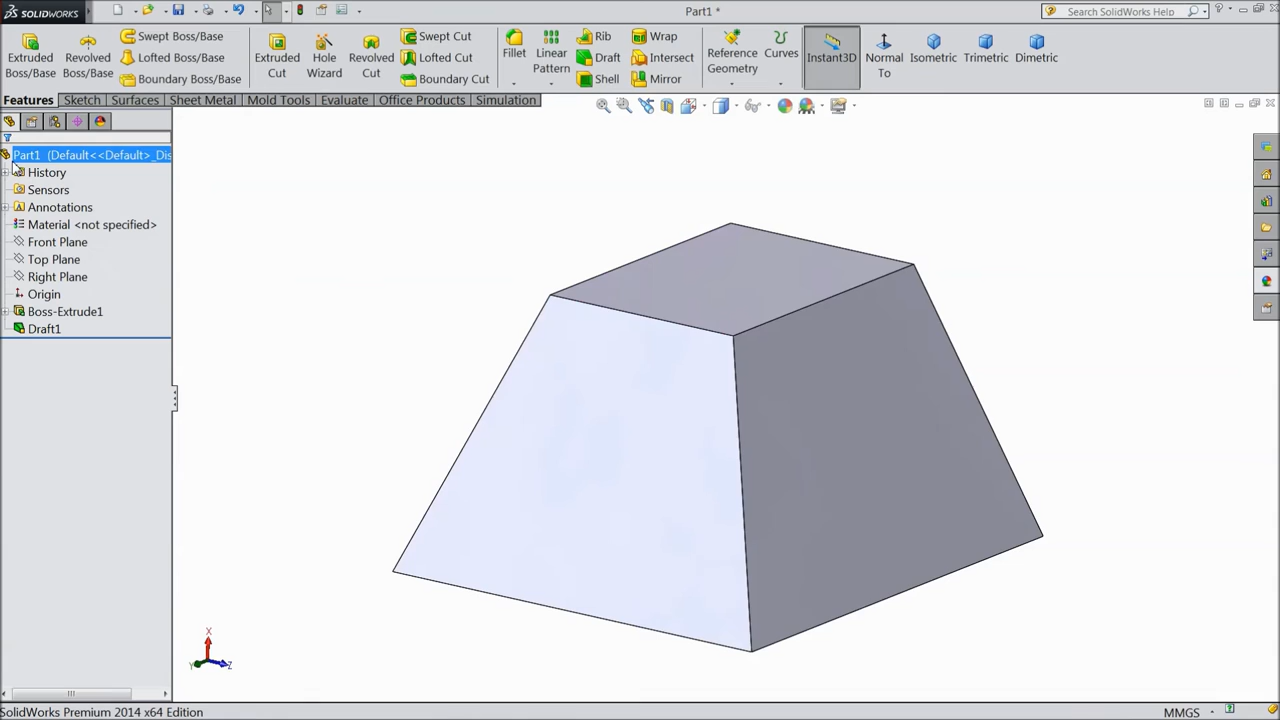 SOLIDWORKS
Part1 *
Search SolidWorks Help
Extruded Boss/Base
Revolved Boss/Base
Swept Boss/Base
Lofted Boss/Base
Boundary Boss/Base
Extruded Cut
Hole Wizard
Revolved Cut
Swept Cut
Lofted Cut
Boundary Cut
Fillet
Linear Pattern
Rib
Draft
Shell
Wrap
Intersect
Mirror
Reference Geometry
Curves
Instant3D
Normal To
Isometric
Trimetric
Dimetric
Features
Sketch
Surfaces
Sheet Metal
Mold Tools
Evaluate
Office Products
Simulation
Part1 (Default<<Default>_Dis
History
Sensors
Annotations
Material <not specified>
Front Plane
Top Plane
Right Plane
Origin
Boss-Extrude1
Draft1
X
Y
Z
SolidWorks Premium 2014 x64 Edition
MMGS